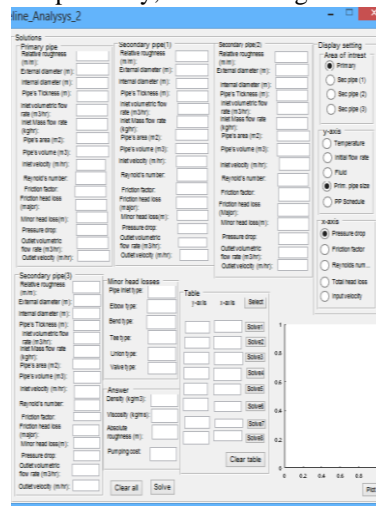 eline_Analysys_2
Solutions
Primary pipe
Relative roughness
(m/m):
External diameter (m):
Internal diameter (m):
Pipe's Tickness (m):
Inlet volumetric flow
rate (m3/hr):
Inlet Mass flow rate
(kg/hr):
Pipe's area (m2):
Pipe's volume (m3):
Inlet velocity (m/hr):
Reynold's number:
Friction factor:
Friction head loss
(major):
Minor head loss(m):
Pressure drop:
Outlet volumetric
flow rate (m3/hr):
Outlet velocity (m/hr):
Secondary pipe(1)
Relative roughness
(m/m):
External diameter (m):
Internal diameter (m):
Pipe's Tickness (m):
Inlet volumetric flow
rate (m3/hr):
Inlet Mass flow rate
(kg/hr):
Pipe's area (m2):
Pipe's volume (m3):
Inlet velocity (m/hr):
Reynold's number:
Friction factor:
Friction head loss
(major):
Minor head loss(m):
Pressure drop:
Outlet volumetric
flow rate (m3/hr):
Outlet velocity (m/hr):
Secondary pipe(2)
Relative roughness
(m/m):
External diameter (m):
Internal diameter (m):
Pipe's Tickness (m):
Inlet volumetric flow
rate (m3/hr):
Inlet Mass flow rate
(kg/hr):
Pipe's area (m2):
Pipe's volume (m3):
Inlet velocity (m/hr):
Reynold's number:
Friction factor:
Friction head loss
(Major):
Minor head loss(m):
Pressure drop:
Outlet volumetric
flow rate (m3/hr):
Outlet velocity (m/hr):
Display setting
Area of intrest
Primary
Sec pipe (1)
Sec pipe (2)
Sec pipe (3)
y-axis
Temperature
Initial flow rate
Fluid
Prim. pipe size
PP Schedule
x-axis
Pressure drop
Friction factor
Reynolds num...
Total head loss
Input velocity
Secondary pipe(3)
Relative roughness
(m/m):
External diameter (m):
Internal diameter (m):
Pipe's Tickness (m):
Inlet volumetric flow
rate (m3/hr):
Inlet Mass flow rate
(kg/hr):
Pipe's area (m2):
Pipe's volume (m3):
Inlet velocity (m/hr):
Reynold's number:
Friction factor:
Friction head loss
(major):
Minor head loss(m):
Pressure drop:
Outlet volumetric
flow rate (m3/hr):
Outlet velocity (m/hr):
Minor head losses
Pipe inlet type:
Elbow type:
Bend type:
Tee type:
Union type:
Valve type:
Answer
Density (kg/m3):
Viscosity (kg/ms):
Absolute
roughness (m):
Pumping cost:
Clear all
Solve
Table
y-axis x-axis Select
Solve1
Solve2
Solve3
Solve4
Solve5
Solve6
Solve7
Solve8
Clear table
1
0.8
0.6
0.4
0.2
0
0 0.2 0.4 0.6 0.8
Plot